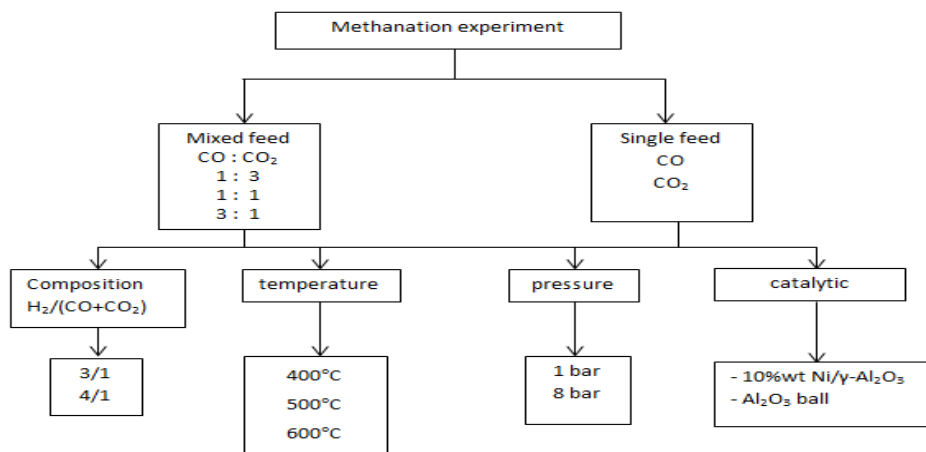 Methanation experiment
Mixed feed
CO : CO₂
1 : 3
1 : 1
3 : 1
Single feed
CO
CO₂
Composition
H₂/(CO+CO₂)
temperature
pressure
catalytic
3/1
4/1
400°C
500°C
600°C
1 bar
8 bar
- 10%wt Ni/γ-Al₂O₃
- Al₂O₃ ball